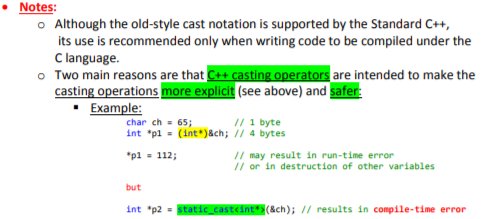 • Notes:
o Although the old-style cast notation is supported by the Standard C++,
its use is recommended only when writing code to be compiled under the
C language.
o Two main reasons are that C++ casting operators are intended to make the
casting operations more explicit (see above) and safer:
▪ Example:
char ch = 65; // 1 byte
int *p1 = (int*)&ch; // 4 bytes
*p1 = 112; // may result in run-time error
// or in destruction of other variables
but
int *p2 = static_cast<int*>(&ch); // results in compile-time error